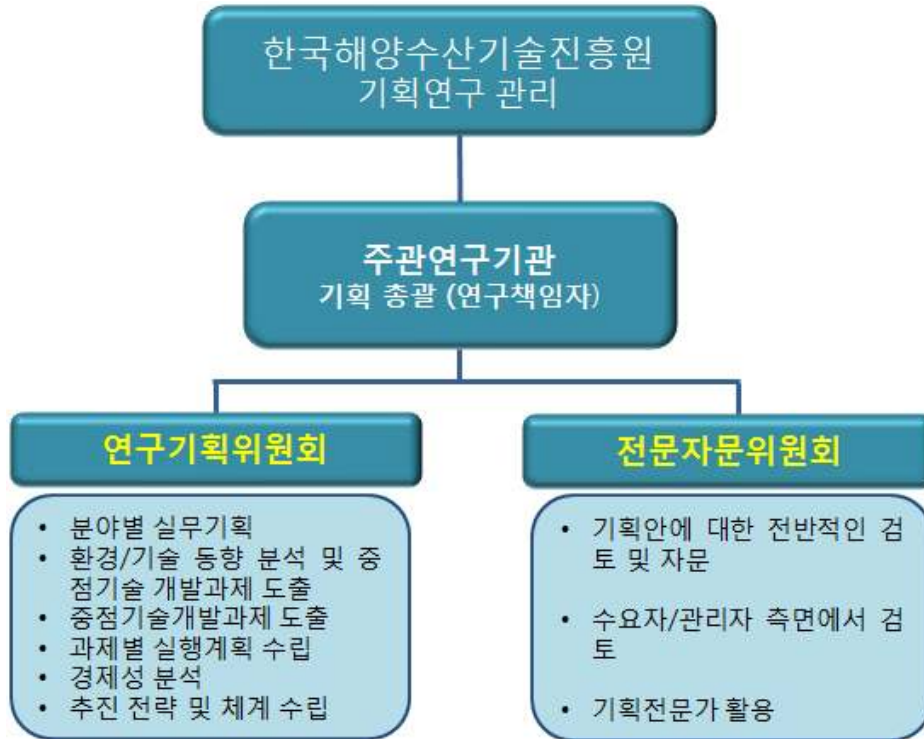 한국해양수산기술진흥원
기획연구 관리
주관연구기관
기획 총괄 (연구책임자)
연구기획위원회
• 분야별 실무기획
• 환경/기술 동향 분석 및 중
점기술 개발과제 도출
• 중점기술개발과제 도출
• 과제별 실행계획 수립
• 경제성 분석
• 추진 전략 및 체계 수립
전문자문위원회
• 기획안에 대한 전반적인 검
토 및 자문
• 수요자/관리자 측면에서 검
토
• 기획전문가 활용